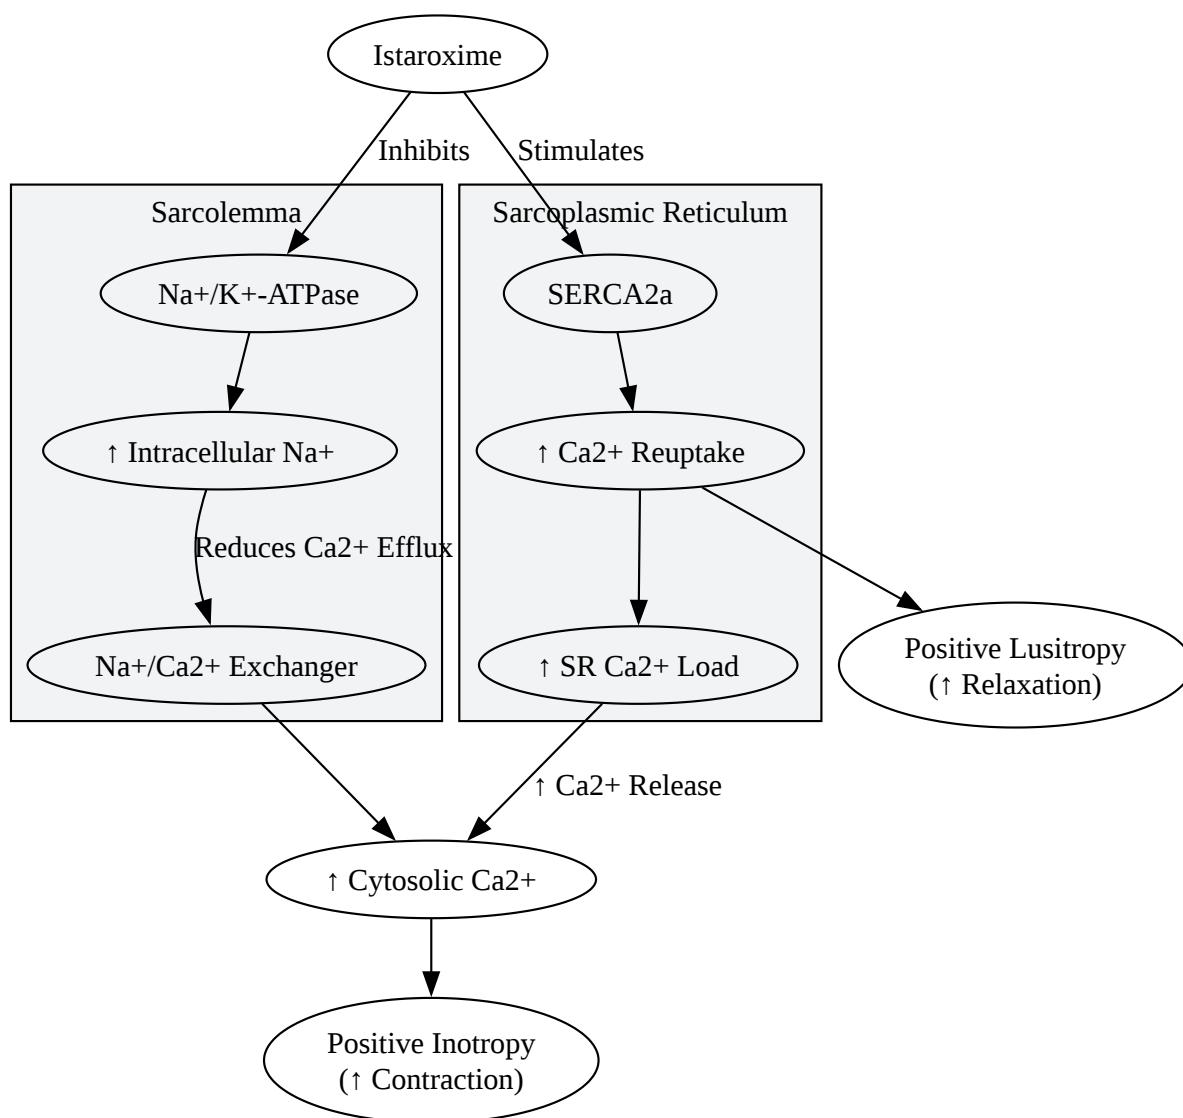 Istaroxime
Inhibits
Stimulates
Sarcolemma
Sarcoplasmic Reticulum
Na+/K+-ATPase
SERCA2a
↑ Intracellular Na+
↑ Ca2+ Reuptake
Reduces Ca2+ Efflux
Na+/Ca2+ Exchanger
↑ SR Ca2+ Load
Positive Lusitropy
(↑ Relaxation)
↑ Ca2+ Release
↑ Cytosolic Ca2+
Positive Inotropy
(↑ Contraction)